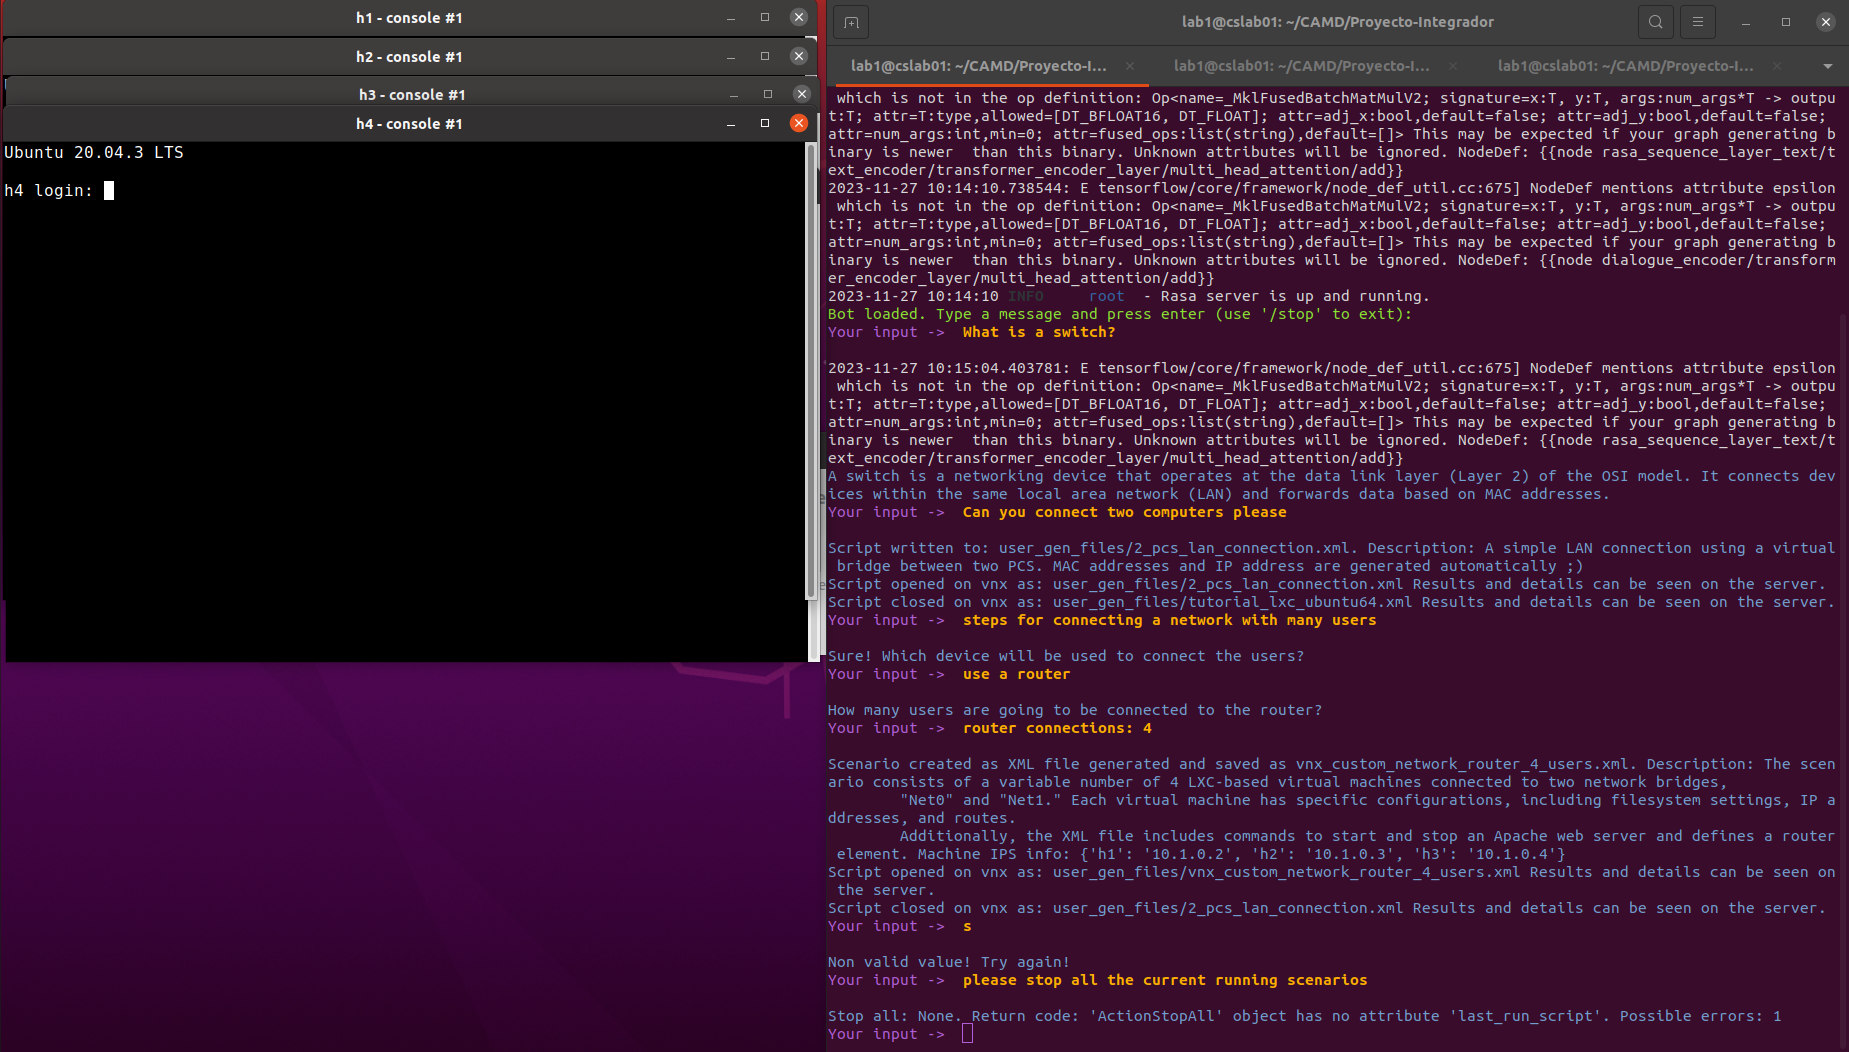 h1 - console #1
h2 - console #1
h3 - console #1
h4 - console #1
Ubuntu 20.04.3 LTS
h4 login:
lab1@cslab01: ~/CAMD/Proyecto-Integrador
lab1@cslab01: ~/CAMD/Proyecto-I...
lab1@cslab01: ~/CAMD/Proyecto-I...
lab1@cslab01: ~/CAMD/Proyecto-I...
which is not in the op definition: Op<name=_MklFusedBatchMatMulV2; signature=x:T, y:T, args:num_args*T -> outpu
t:T; attr=T:type,allowed=[DT_BFLOAT16, DT_FLOAT]; attr=adj_x:bool,default=false; attr=adj_y:bool,default=false;
attr=num_args:int,min=0; attr=fused_ops:list(string),default=[]> This may be expected if your graph generating b
inary is newer  than this binary. Unknown attributes will be ignored. NodeDef: {{node rasa_sequence_layer_text/t
ext_encoder/transformer_encoder_layer/multi_head_attention/add}}
2023-11-27 10:14:10.738544: E tensorflow/core/framework/node_def_util.cc:675] NodeDef mentions attribute epsilon
which is not in the op definition: Op<name=_MklFusedBatchMatMulV2; signature=x:T, y:T, args:num_args*T -> outpu
t:T; attr=T:type,allowed=[DT_BFLOAT16, DT_FLOAT]; attr=adj_x:bool,default=false; attr=adj_y:bool,default=false;
attr=num_args:int,min=0; attr=fused_ops:list(string),default=[]> This may be expected if your graph generating b
inary is newer  than this binary. Unknown attributes will be ignored. NodeDef: {{node dialogue_encoder/transform
er_encoder_layer/multi_head_attention/add}}
2023-11-27 10:14:10 INFO     root  - Rasa server is up and running.
Bot loaded. Type a message and press enter (use '/stop' to exit):
Your input ->  What is a switch?
2023-11-27 10:15:04.403781: E tensorflow/core/framework/node_def_util.cc:675] NodeDef mentions attribute epsilon
which is not in the op definition: Op<name=_MklFusedBatchMatMulV2; signature=x:T, y:T, args:num_args*T -> outpu
t:T; attr=T:type,allowed=[DT_BFLOAT16, DT_FLOAT]; attr=adj_x:bool,default=false; attr=adj_y:bool,default=false;
attr=num_args:int,min=0; attr=fused_ops:list(string),default=[]> This may be expected if your graph generating b
inary is newer  than this binary. Unknown attributes will be ignored. NodeDef: {{node rasa_sequence_layer_text/t
ext_encoder/transformer_encoder_layer/multi_head_attention/add}}
A switch is a networking device that operates at the data link layer (Layer 2) of the OSI model. It connects dev
ices within the same local area network (LAN) and forwards data based on MAC addresses.
Your input ->  Can you connect two computers please
Script written to: user_gen_files/2_pcs_lan_connection.xml. Description: A simple LAN connection using a virtual
bridge between two PCS. MAC addresses and IP address are generated automatically ;)
Script opened on vnx as: user_gen_files/2_pcs_lan_connection.xml Results and details can be seen on the server.
Script closed on vnx as: user_gen_files/tutorial_lxc_ubuntu64.xml Results and details can be seen on the server.
Your input ->  steps for connecting a network with many users
Sure! Which device will be used to connect the users?
Your input ->  use a router
How many users are going to be connected to the router?
Your input ->  router connections: 4
Scenario created as XML file generated and saved as vnx_custom_network_router_4_users.xml. Description: The scen
ario consists of a variable number of 4 LXC-based virtual machines connected to two network bridges,
"Net0" and "Net1." Each virtual machine has specific configurations, including filesystem settings, IP a
ddresses, and routes.
Additionally, the XML file includes commands to start and stop an Apache web server and defines a router
element. Machine IPS info: {'h1': '10.1.0.2', 'h2': '10.1.0.3', 'h3': '10.1.0.4'}
Script opened on vnx as: user_gen_files/vnx_custom_network_router_4_users.xml Results and details can be seen on
the server.
Script closed on vnx as: user_gen_files/2_pcs_lan_connection.xml Results and details can be seen on the server.
Your input ->  s
Non valid value! Try again!
Your input ->  please stop all the current running scenarios
Stop all: None. Return code: 'ActionStopAll' object has no attribute 'last_run_script'. Possible errors: 1
Your input ->